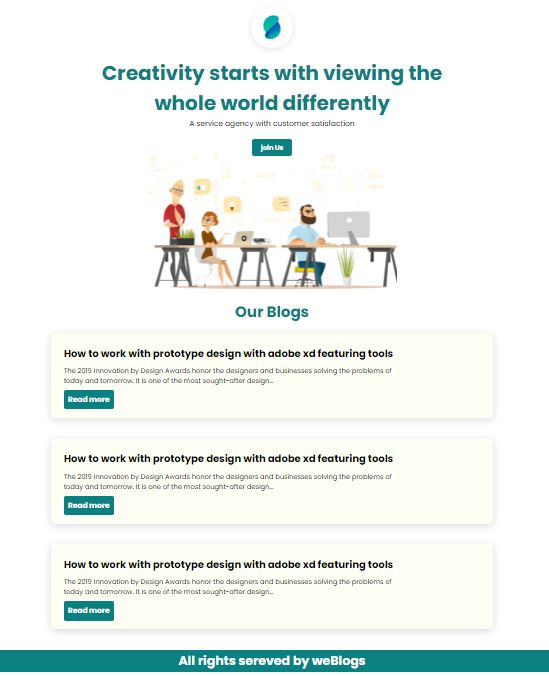 Creativity starts with viewing the
whole world differently
A service agency with customer satisfaction
join Us
Our Blogs
How to work with prototype design with adobe xd featuring tools
The 2019 Innovation by Design Awards honor the designers and businesses solving the problems of
today and tomorrow. It is one of the most sought-after design...
Read more
How to work with prototype design with adobe xd featuring tools
The 2019 Innovation by Design Awards honor the designers and businesses solving the problems of
today and tomorrow. It is one of the most sought-after design...
Read more
How to work with prototype design with adobe xd featuring tools
The 2019 Innovation by Design Awards honor the designers and businesses solving the problems of
today and tomorrow. It is one of the most sought-after design...
Read more
All rights sereved by weBlogs